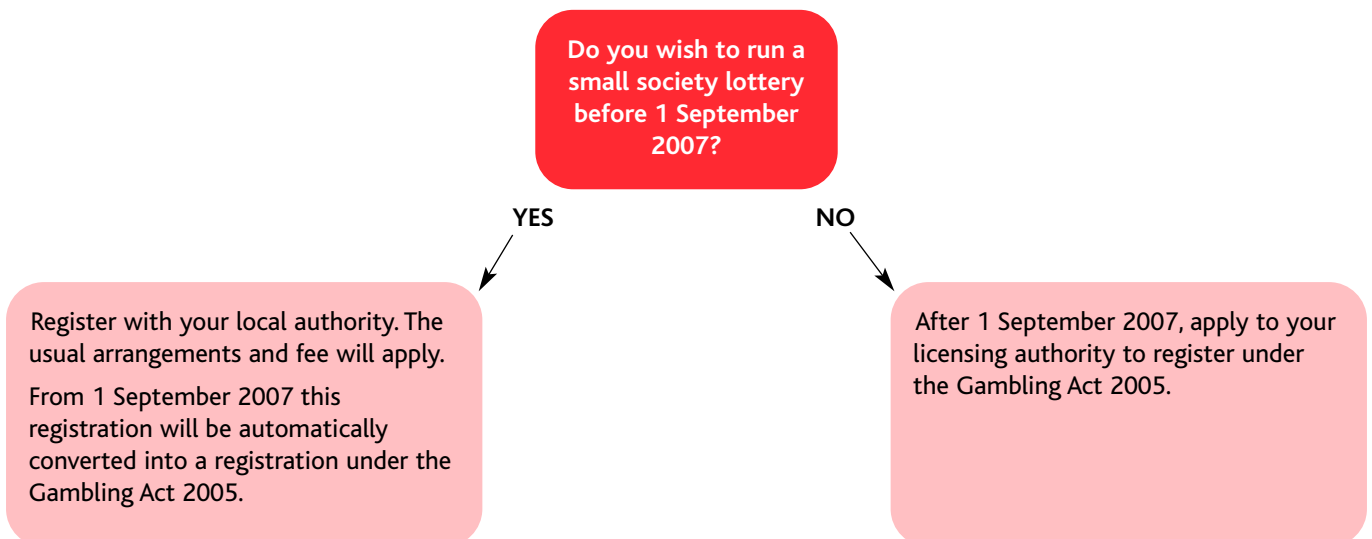 Do you wish to run a
small society lottery
before 1 September
2007?
YES
NO
Register with your local authority. The
usual arrangements and fee will apply.
From 1 September 2007 this
registration will be automatically
converted into a registration under the
Gambling Act 2005.
After 1 September 2007, apply to your
licensing authority to register under
the Gambling Act 2005.